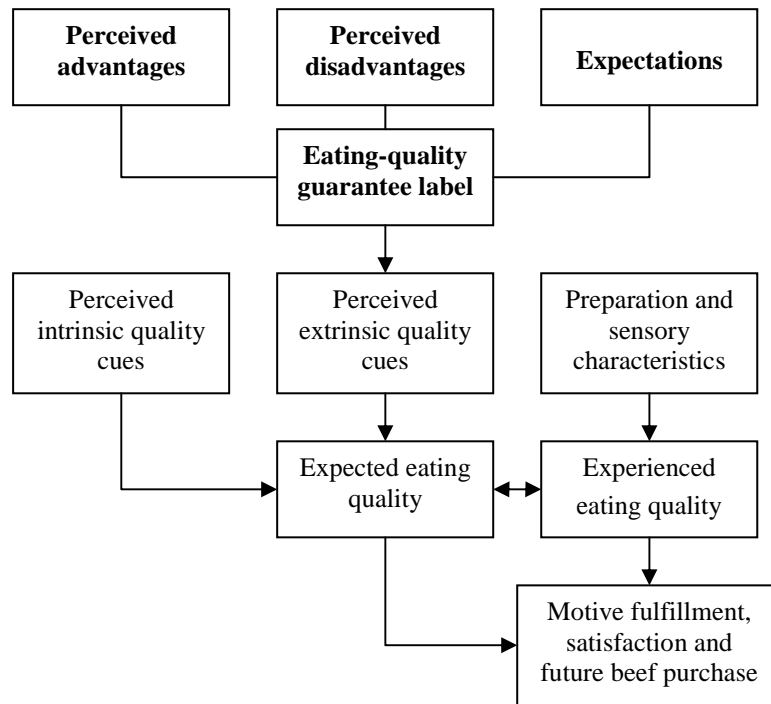 Perceived
advantages
Perceived
disadvantages
Expectations
Eating-quality
guarantee label
Perceived
intrinsic quality
cues
Perceived
extrinsic quality
cues
Preparation and
sensory
characteristics
Expected eating
quality
Experienced
eating quality
Motive fulfillment,
satisfaction and
future beef purchase